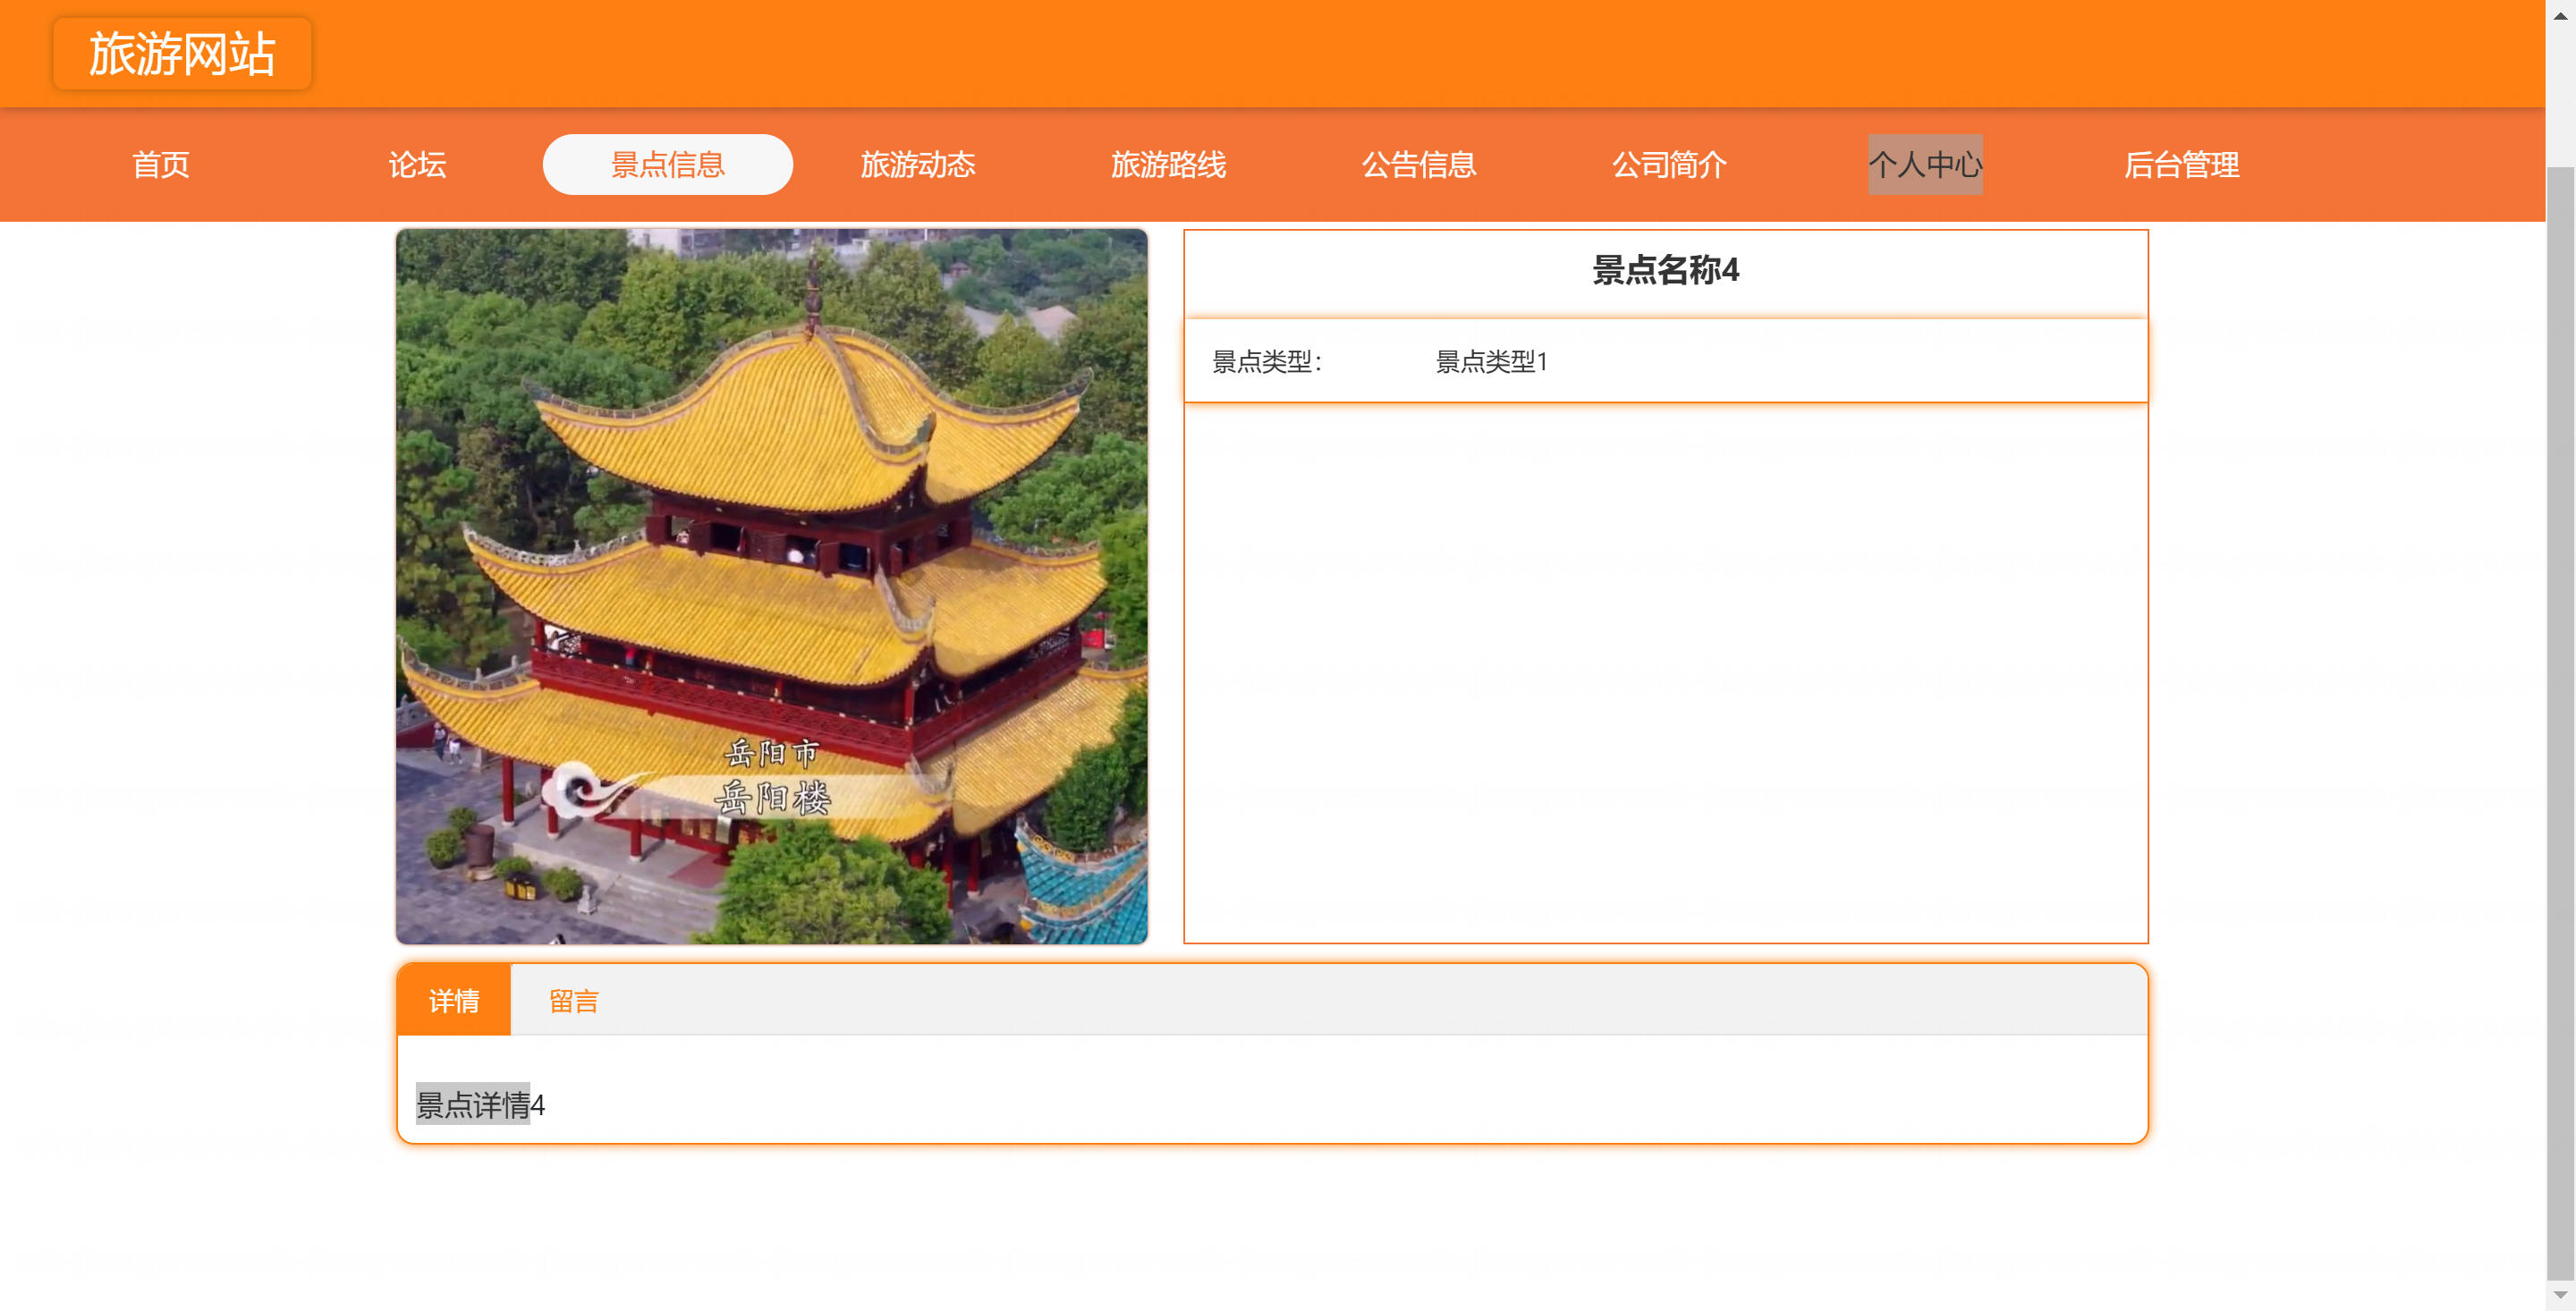 旅游网站
首页 论坛 景点信息 旅游动态 旅游路线 公告信息 公司简介 个人中心 后台管理
景点名称4
景点类型： 景点类型1
岳阳市
岳阳楼
详情 留言
景点详情4